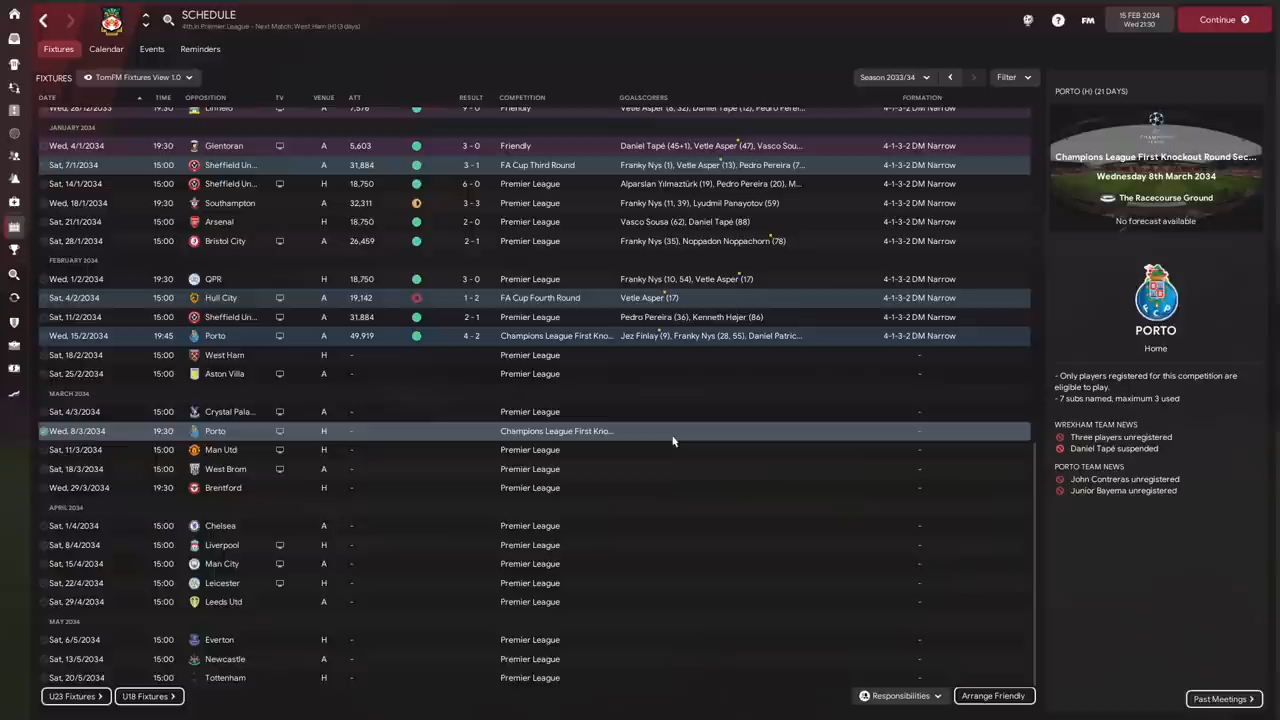 SCHEDULE
4th in Premier League - Next Match: West Ham (H) (3 days)
FM
15 FEB 2034
Wed 21:30
Continue
Fixtures Calendar Events Reminders
FIXTURES TomFM Fixtures View 1.0 Season 2033/34 Filter
DATE TIME OPPOSITION TV VENUE ATT RESULT COMPETITION GOALSCORERS FORMATION
Wed, 28/12/2033 19:30 Linfield A 7,578 9 - 0 Friendly 4-1-3-2 DM Narrow
JANUARY 2034
Wed, 4/1/2034 19:30 Glentoran A 5,603 3 - 0 Friendly Daniel Tapé (45+1), Vetle Asper (47), Vasco Sou... 4-1-3-2 DM Narrow
Sat, 7/1/2034 15:00 Sheffield Un... A 31,884 3 - 1 FA Cup Third Round Franky Nys (1), Vetle Asper (13), Pedro Pereira (7... 4-1-3-2 DM Narrow
Sat, 14/1/2034 15:00 Sheffield Un... H 18,750 6 - 0 Premier League Alparslan Yılmaztürk (19), Pedro Pereira (20), M... 4-1-3-2 DM Narrow
Wed, 18/1/2034 19:30 Southampton A 32,311 3 - 3 Premier League Franky Nys (11, 39), Lyudmil Panayotov (59) 4-1-3-2 DM Narrow
Sat, 21/1/2034 15:00 Arsenal H 18,750 2 - 0 Premier League Vasco Sousa (62), Daniel Tapé (88) 4-1-3-2 DM Narrow
Sat, 28/1/2034 15:00 Bristol City A 26,459 2 - 1 Premier League Franky Nys (35), Noppadon Noppachorn (78) 4-1-3-2 DM Narrow
FEBRUARY 2034
Wed, 1/2/2034 19:30 QPR H 18,750 3 - 0 Premier League Franky Nys (10, 54), Vetle Asper (17) 4-1-3-2 DM Narrow
Sat, 4/2/2034 15:00 Hull City A 19,142 1 - 2 FA Cup Fourth Round Vetle Asper (17) 4-1-3-2 DM Narrow
Sat, 11/2/2034 15:00 Sheffield Un... A 31,884 2 - 1 Premier League Pedro Pereira (36), Kenneth Højer (86) 4-1-3-2 DM Narrow
Wed, 15/2/2034 19:45 Porto A 49,919 4 - 2 Champions League First Kno... Jez Finlay (9), Franky Nys (28, 55), Daniel Patric... 4-1-3-2 DM Narrow
Sat, 18/2/2034 15:00 West Ham H - Premier League -
Sat, 25/2/2034 15:00 Aston Villa A - Premier League -
MARCH 2034
Sat, 4/3/2034 15:00 Crystal Pala... A - Premier League -
Wed, 8/3/2034 19:30 Porto H - Champions League First Kno... -
Sat, 11/3/2034 15:00 Man Utd H - Premier League -
Sat, 18/3/2034 15:00 West Brom A - Premier League -
Wed, 29/3/2034 19:30 Brentford H - Premier League -
APRIL 2034
Sat, 1/4/2034 15:00 Chelsea A - Premier League -
Sat, 8/4/2034 15:00 Liverpool H - Premier League -
Sat, 15/4/2034 15:00 Man City A - Premier League -
Sat, 22/4/2034 15:00 Leicester H - Premier League -
Sat, 29/4/2034 15:00 Leeds Utd A - Premier League -
MAY 2034
Sat, 6/5/2034 15:00 Everton H - Premier League -
Sat, 13/5/2034 15:00 Newcastle A - Premier League -
Sat, 20/5/2034 15:00 Tottenham H - Premier League -
U23 Fixtures > U18 Fixtures > Responsibilities Arrange Friendly
PORTO (H) (21 DAYS)
CHAMPIONS LEAGUE
Champions League First Knockout Round Sec...
Wednesday 8th March 2034
The Racecourse Ground
No forecast available
PORTO
Home
- Only players registered for this competition are
eligible to play.
- 7 subs named, maximum 3 used
WREXHAM TEAM NEWS
Three players unregistered
Daniel Tapé suspended
PORTO TEAM NEWS
John Contreras unregistered
Junior Bayema unregistered
Past Meetings >